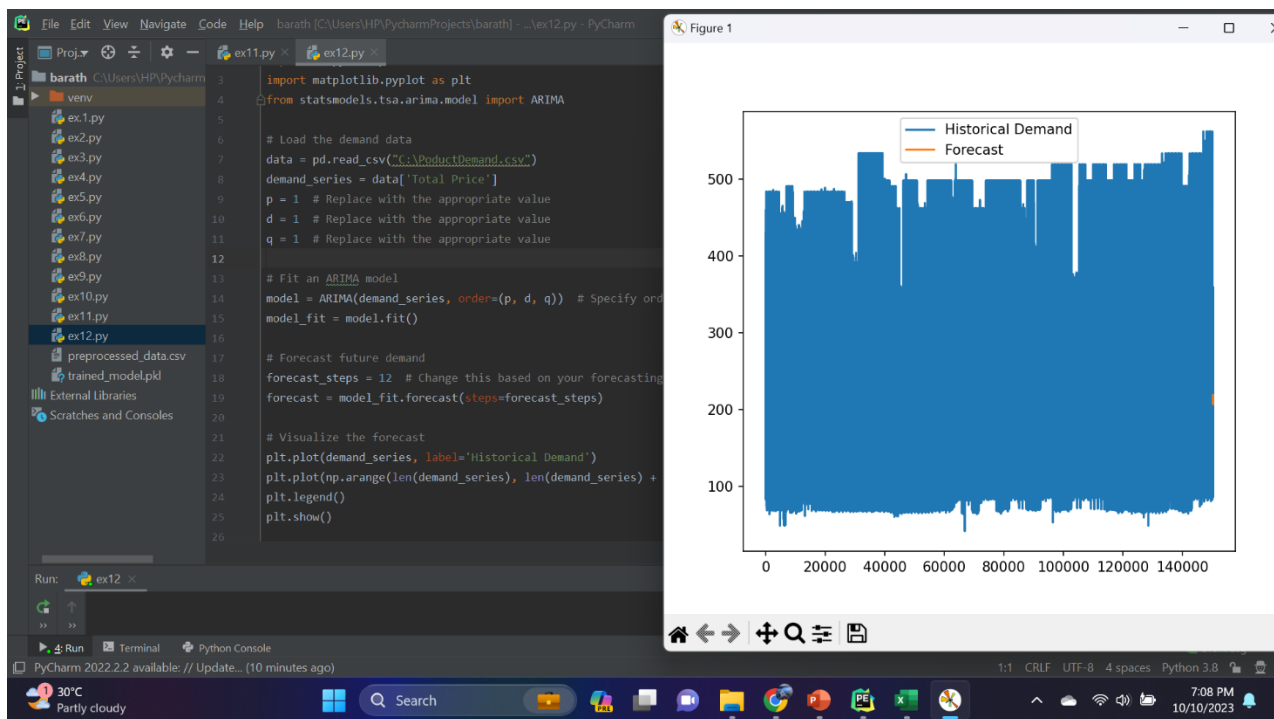 File Edit View Navigate Code Help barath [C:\Users\HP\PycharmProjects\barath] - ...\ex12.py - PyCharm
Proj..
ex11.py
ex12.py
1: Project
barath C:\Users\HP\Pycharm
venv
ex.1.py
ex2.py
ex3.py
ex4.py
ex5.py
ex6.py
ex7.py
ex8.py
ex9.py
ex10.py
ex11.py
ex12.py
preprocessed_data.csv
trained_model.pkl
External Libraries
Scratches and Consoles
3 import matplotlib.pyplot as plt
4 from statsmodels.tsa.arima.model import ARIMA
5
6 # Load the demand data
7 data = pd.read_csv("C:\PoductDemand.csv")
8 demand_series = data['Total Price']
9 p = 1 # Replace with the appropriate value
10 d = 1 # Replace with the appropriate value
11 q = 1 # Replace with the appropriate value
12
13 # Fit an ARIMA model
14 model = ARIMA(demand_series, order=(p, d, q)) # Specify ord
15 model_fit = model.fit()
16
17 # Forecast future demand
18 forecast_steps = 12 # Change this based on your forecasting
19 forecast = model_fit.forecast(steps=forecast_steps)
20
21 # Visualize the forecast
22 plt.plot(demand_series, label='Historical Demand')
23 plt.plot(np.arange(len(demand_series), len(demand_series) +
24 plt.legend()
25 plt.show()
26
Figure 1
Historical Demand
Forecast
500
400
300
200
100
0 20000 40000 60000 80000 100000 120000 140000
Run: ex12
4: Run Terminal Python Console
PyCharm 2022.2.2 available: // Update... (10 minutes ago)
1:1 CRLF UTF-8 4 spaces Python 3.8
1
30°C
Partly cloudy
Search
PRE
PE
7:08 PM
10/10/2023